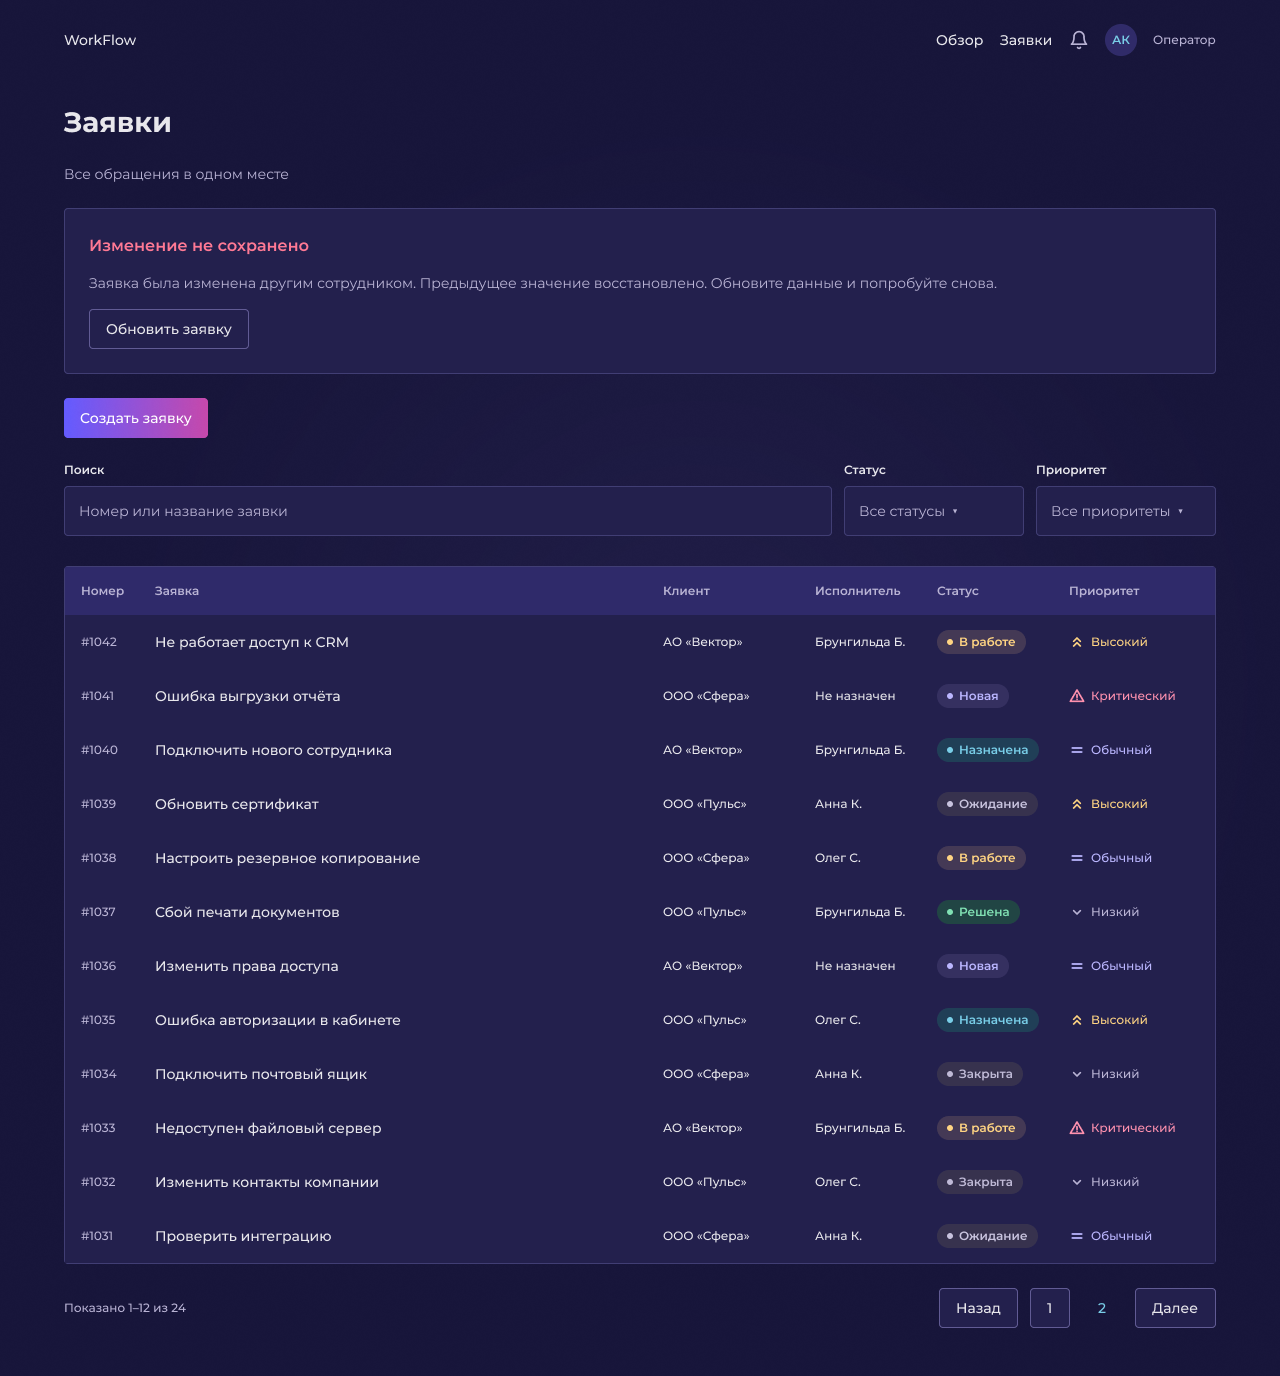 WorkFlow Обзор Заявки АК Оператор
Заявки
Все обращения в одном месте
Изменение не сохранено
Заявка была изменена другим сотрудником. Предыдущее значение восстановлено. Обновите данные и попробуйте снова.
Обновить заявку
Создать заявку
Поиск Статус Приоритет
Номер или название заявки Все статусы Все приоритеты
Номер Заявка Клиент Исполнитель Статус Приоритет
#1042 Не работает доступ к CRM АО «Вектор» Брунгильда Б. В работе Высокий
#1041 Ошибка выгрузки отчёта ООО «Сфера» Не назначен Новая Критический
#1040 Подключить нового сотрудника АО «Вектор» Брунгильда Б. Назначена Обычный
#1039 Обновить сертификат ООО «Пульс» Анна К. Ожидание Высокий
#1038 Настроить резервное копирование ООО «Сфера» Олег С. В работе Обычный
#1037 Сбой печати документов ООО «Пульс» Брунгильда Б. Решена Низкий
#1036 Изменить права доступа АО «Вектор» Не назначен Новая Обычный
#1035 Ошибка авторизации в кабинете ООО «Пульс» Олег С. Назначена Высокий
#1034 Подключить почтовый ящик ООО «Сфера» Анна К. Закрыта Низкий
#1033 Недоступен файловый сервер АО «Вектор» Брунгильда Б. В работе Критический
#1032 Изменить контакты компании ООО «Пульс» Олег С. Закрыта Низкий
#1031 Проверить интеграцию ООО «Сфера» Анна К. Ожидание Обычный
Показано 1–12 из 24 Назад 1 2 Далее